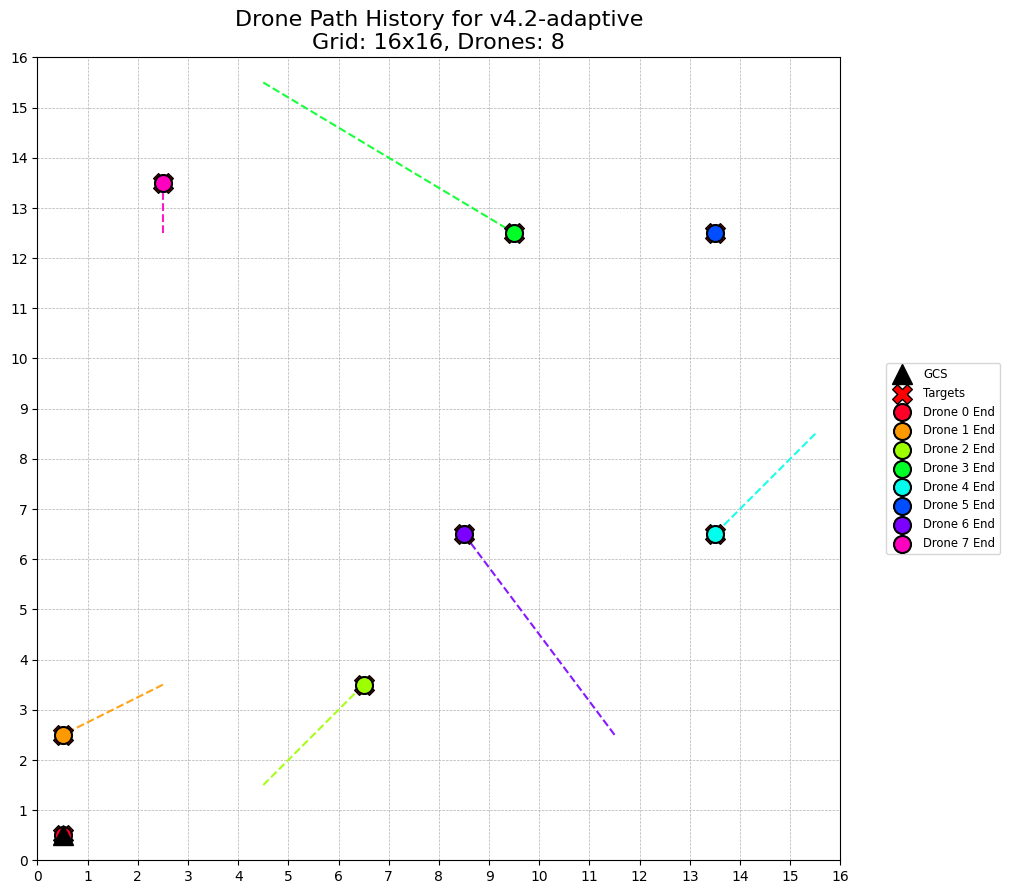 Drone Path History for v4.2-adaptive
Grid: 16x16, Drones: 8
16
15
14
13
12
11
10
9
8
7
6
5
4
3
2
1
0
0 1 2 3 4 5 6 7 8 9 10 11 12 13 14 15 16
GCS
Targets
Drone 0 End
Drone 1 End
Drone 2 End
Drone 3 End
Drone 4 End
Drone 5 End
Drone 6 End
Drone 7 End